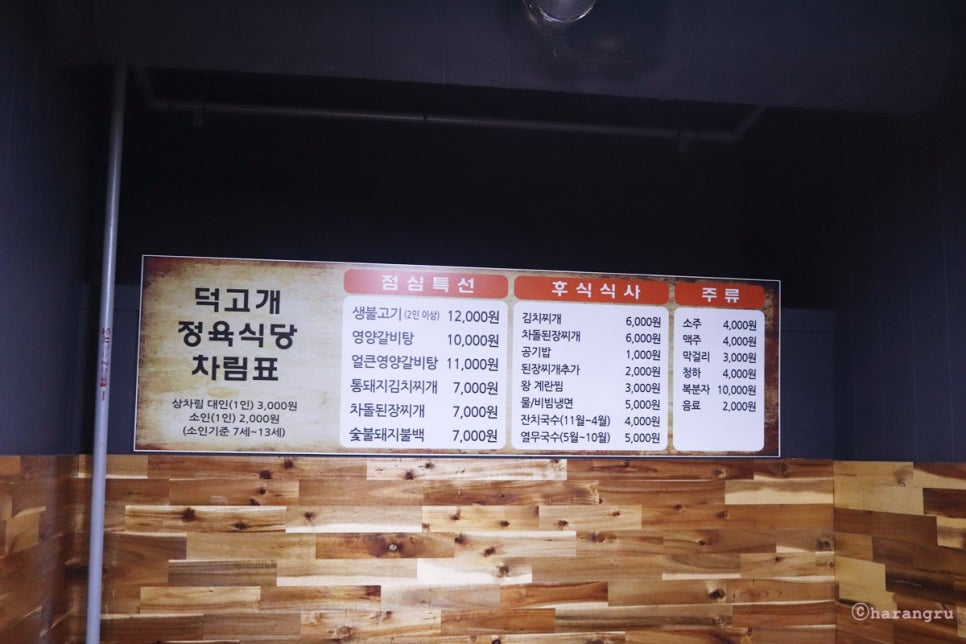 덕고개
정육식당
차림표
상차림 대인(1인) 3,000원
소인(1인) 2,000원
(소인기준 7세~13세)
점심특선
생불고기(2인 이상) 12,000원
영양갈비탕 10,000원
얼큰영양갈비탕 11,000원
통돼지김치찌개 7,000원
차돌된장찌개 7,000원
숯불돼지불백 7,000원
후식식사
김치찌개 6,000원
차돌된장찌개 6,000원
공기밥 1,000원
된장찌개추가 2,000원
왕 계란찜 3,000원
물/비빔냉면 5,000원
잔치국수(11월~4월) 4,000원
열무국수(5월~10월) 5,000원
주류
소주 4,000원
맥주 4,000원
막걸리 3,000원
청하 4,000원
복분자 10,000원
음료 2,000원
©harangru